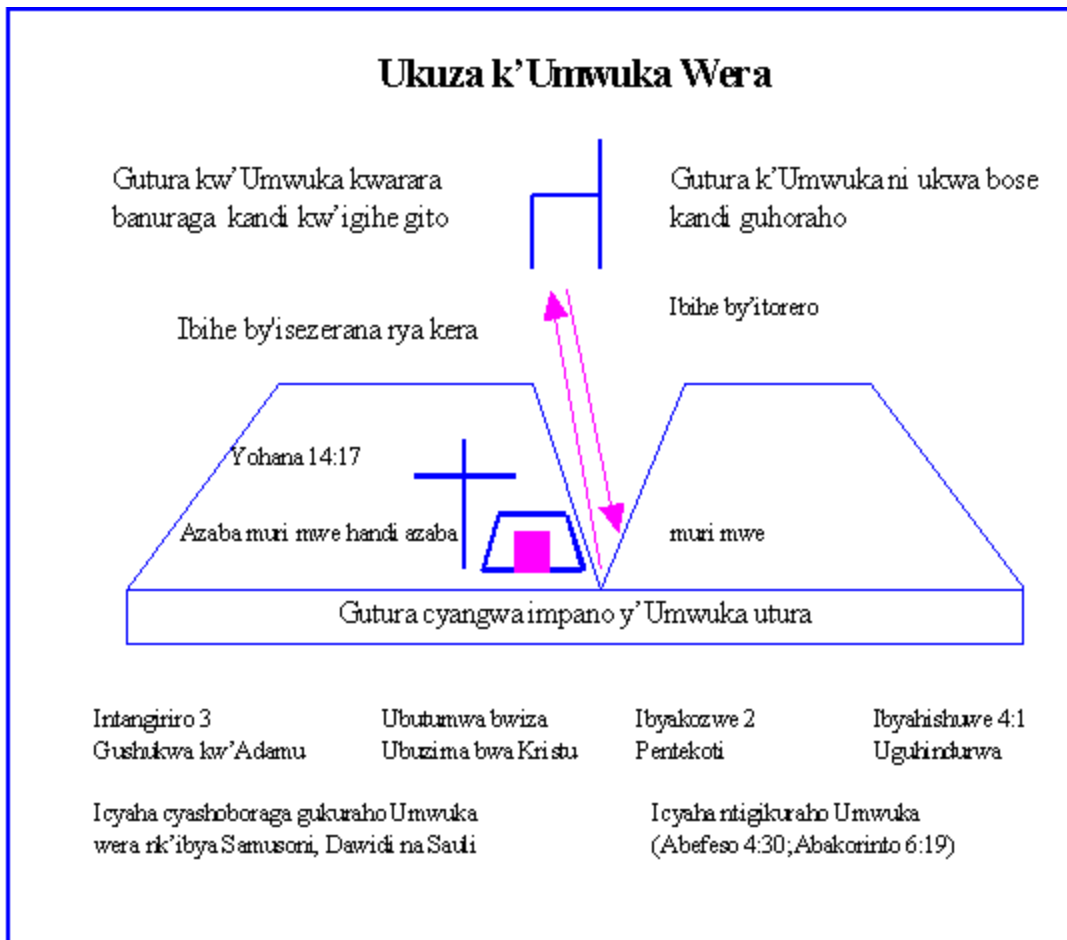 Ukuza k’Umwuka Wera
Gutura kw’Umwuka kwarara
banuraga kandi kw’igihe gito
Gutura k’Umwuka ni ukwa bose
kandi guhoraho
Ibihe by'isezerana rya kera
Ibihe by’itorero
Yohana 14:17
Azaba muri mwe handi azaba
muri mwe
Gutura cyangwa impano y’Umwuka utura
Intangiriro 3
Gushukwa kw’Adamu
Ubutumwa bwiza
Ubuzima bwa Kristu
Ibyakozwe 2
Pentekoti
Ibyahishuwe 4:1
Uguhindurwa
Icyaha cyashoboraga gukuraho Umwuka
wera nk’ibya Samusoni, Dawidi na Sauli
Icyaha ntigikuraho Umwuka
(Abefeso 4:30;Abakorinto 6:19)